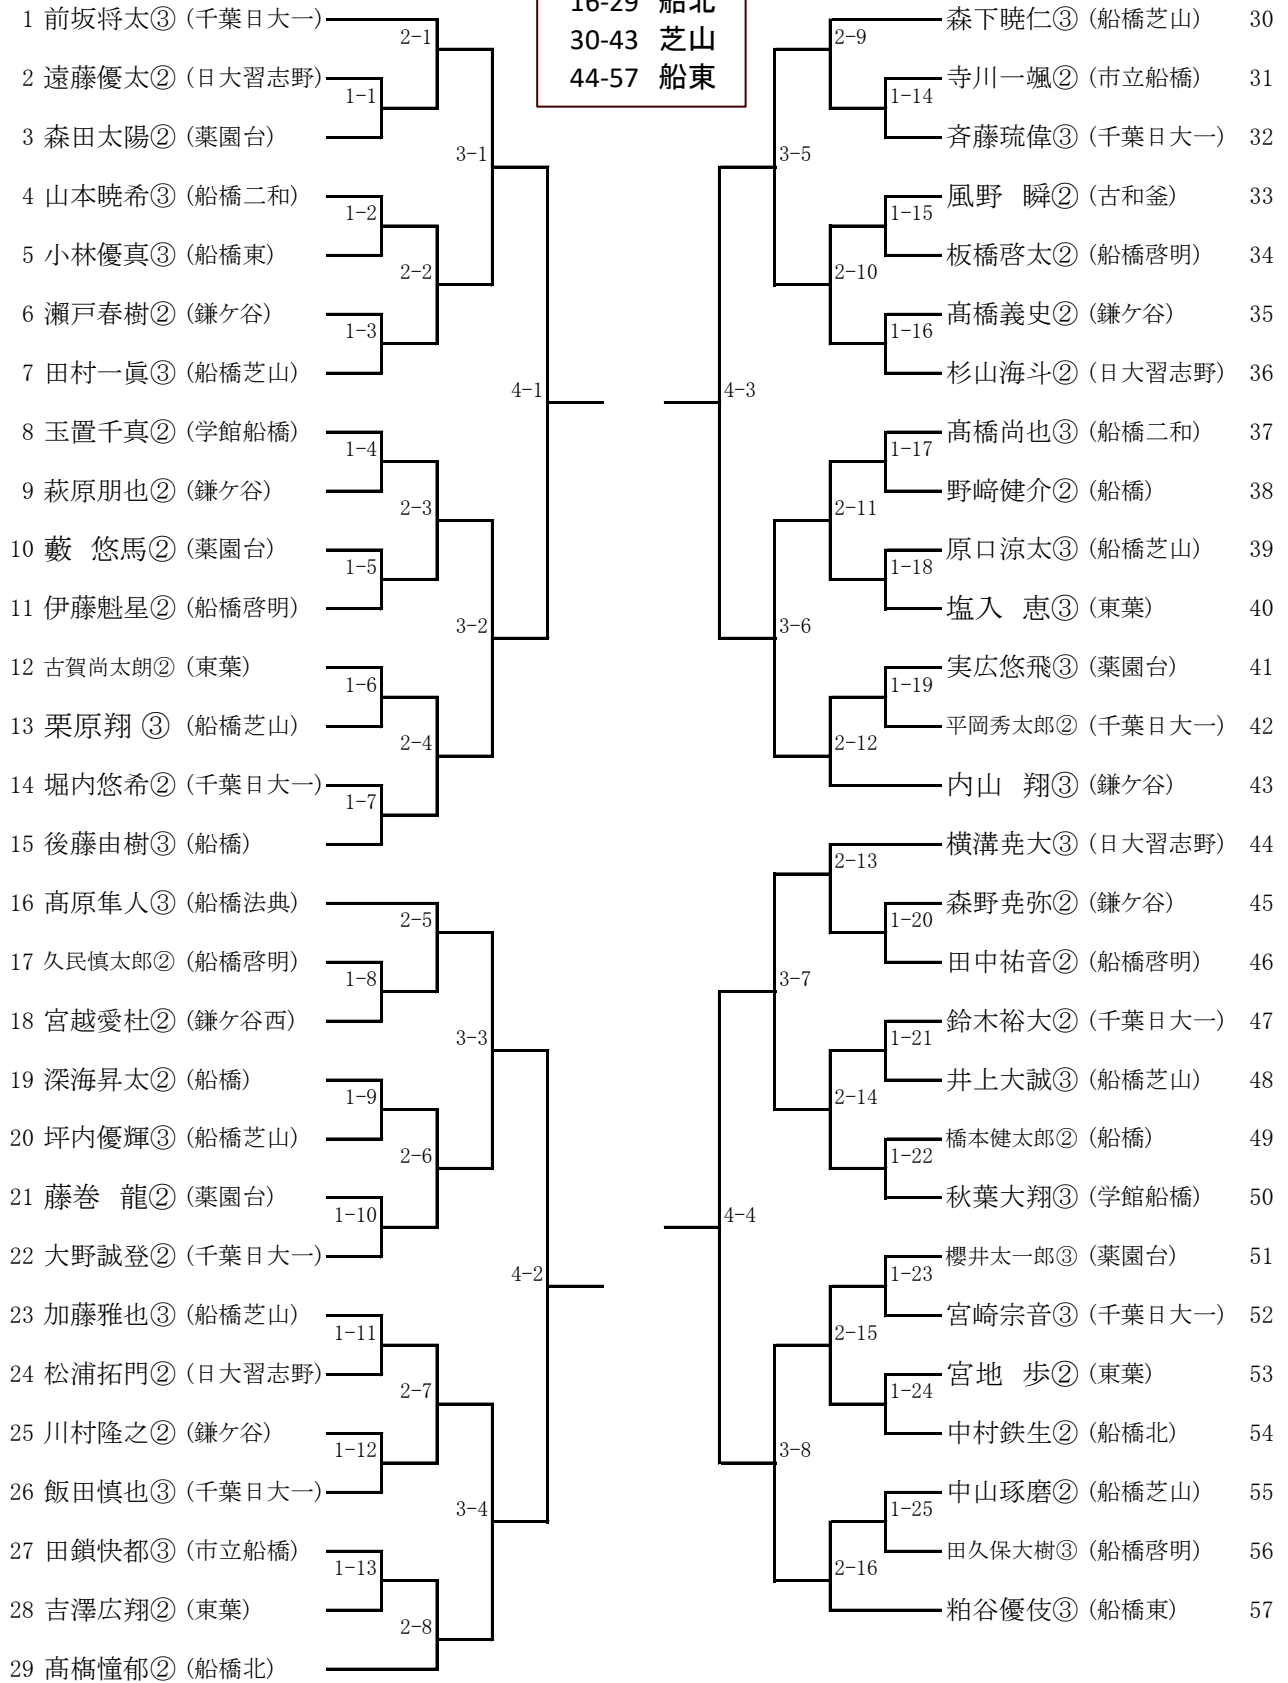 16-29 船北
30-43 芝山
44-57 船東
1 前坂将太③ (千葉日大一)
2 遠藤優太② (日大習志野)
3 森田太陽② (薬園台)
4 山本暁希③ (船橋二和)
5 小林優真③ (船橋東)
6 瀬戸春樹② (鎌ケ谷)
7 田村一眞③ (船橋芝山)
8 玉置千真② (学館船橋)
9 萩原朋也② (鎌ケ谷)
10 藪 悠馬② (薬園台)
11 伊藤魁星② (船橋啓明)
12 古賀尚太朗② (東葉)
13 栗原翔 ③ (船橋芝山)
14 堀内悠希② (千葉日大一)
15 後藤由樹③ (船橋)
16 髙原隼人③ (船橋法典)
17 久民慎太郎② (船橋啓明)
18 宮越愛杜② (鎌ケ谷西)
19 深海昇太② (船橋)
20 坪内優輝③ (船橋芝山)
21 藤巻 龍② (薬園台)
22 大野誠登② (千葉日大一)
23 加藤雅也③ (船橋芝山)
24 松浦拓門② (日大習志野)
25 川村隆之② (鎌ケ谷)
26 飯田慎也③ (千葉日大一)
27 田鎖快都③ (市立船橋)
28 吉澤広翔② (東葉)
29 髙槗憧郁② (船橋北)
1-1
1-2
1-3
1-4
1-5
1-6
1-7
1-8
1-9
1-10
1-11
1-12
1-13
2-1
2-2
2-3
2-4
2-5
2-6
2-7
2-8
3-1
3-2
3-3
3-4
4-1
4-2
4-3
4-4
3-5
3-6
3-7
3-8
2-9
2-10
2-11
2-12
2-13
2-14
2-15
2-16
1-14
1-15
1-16
1-17
1-18
1-19
1-20
1-21
1-22
1-23
1-24
1-25
森下暁仁③ (船橋芝山) 30
寺川一颯② (市立船橋) 31
斉藤琉偉③ (千葉日大一) 32
風野 瞬② (古和釜) 33
板橋啓太② (船橋啓明) 34
髙橋義史② (鎌ケ谷) 35
杉山海斗② (日大習志野) 36
髙橋尚也③ (船橋二和) 37
野﨑健介② (船橋) 38
原口涼太③ (船橋芝山) 39
塩入 恵③ (東葉) 40
実広悠飛③ (薬園台) 41
平岡秀太郎② (千葉日大一) 42
内山 翔③ (鎌ケ谷) 43
横溝尭大③ (日大習志野) 44
森野尭弥② (鎌ケ谷) 45
田中祐音② (船橋啓明) 46
鈴木裕大② (千葉日大一) 47
井上大誠③ (船橋芝山) 48
橋本健太郎② (船橋) 49
秋葉大翔③ (学館船橋) 50
櫻井太一郎③ (薬園台) 51
宮崎宗音③ (千葉日大一) 52
宮地 歩② (東葉) 53
中村鉄生② (船橋北) 54
中山琢磨② (船橋芝山) 55
田久保大樹③ (船橋啓明) 56
粕谷優伎③ (船橋東) 57